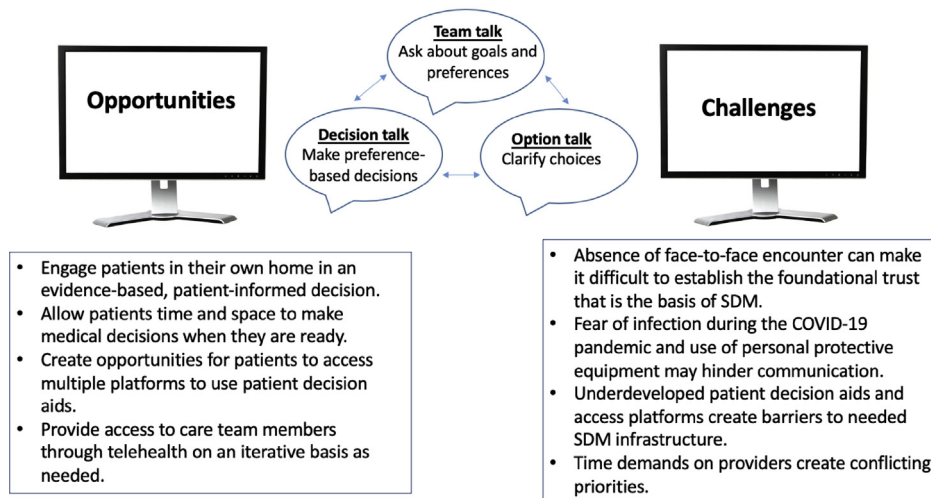 Team talk
Ask about goals and
preferences
Opportunities
Decision talk
Make preference-
based decisions
Option talk
Clarify choices
Challenges
• Engage patients in their own home in an
evidence-based, patient-informed decision.
• Allow patients time and space to make
medical decisions when they are ready.
• Create opportunities for patients to access
multiple platforms to use patient decision
aids.
• Provide access to care team members
through telehealth on an iterative basis as
needed.
• Absence of face-to-face encounter can make
it difficult to establish the foundational trust
that is the basis of SDM.
• Fear of infection during the COVID-19
pandemic and use of personal protective
equipment may hinder communication.
• Underdeveloped patient decision aids and
access platforms create barriers to needed
SDM infrastructure.
• Time demands on providers create conflicting
priorities.